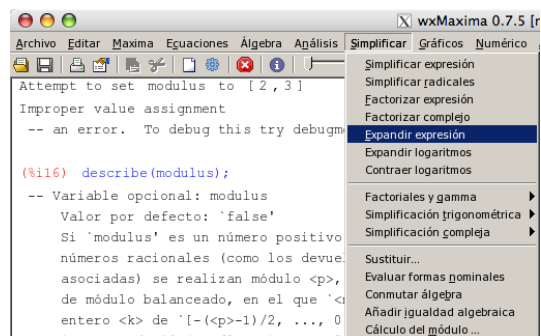 wxMaxima 0.7.5 [
Archivo Editar Maxima Ecuaciones Álgebra Análisis Simplificar Gráficos Numérico
Attempt to set modulus to [2,3]
Improper value assignment
-- an error. To debug this try debugm
(%i16) describe(modulus);
-- Variable opcional: modulus
Valor por defecto: `false'
Si `modulus' es un número positivo
números racionales (como los devue
asociadas) se realizan módulo <p>,
de módulo balanceado, en el que `<
entero <k> de `[-(<p>-1)/2, ..., 0
Simplificar expresión
Simplificar radicales
Factorizar expresión
Factorizar complejo
Expandir expresión
Expandir logaritmos
Contraer logaritmos
Factoriales y gamma
Simplificación trigonométrica
Simplificación compleja
Sustituir...
Evaluar formas nominales
Conmutar álgebra
Añadir igualdad algebraica
Cálculo del módulo ...